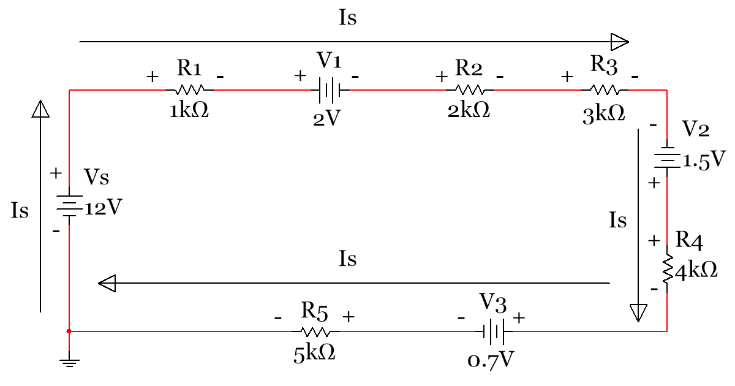 Is
+ R1 -
1kΩ
+ V1 -
2V
+ R2 -
2kΩ
+ R3 -
3kΩ
- V2
1.5V
+
+ Vs
12V
-
Is
Is
+ R4
4kΩ
-
Is
- R5 +
5kΩ
- V3 +
0.7V